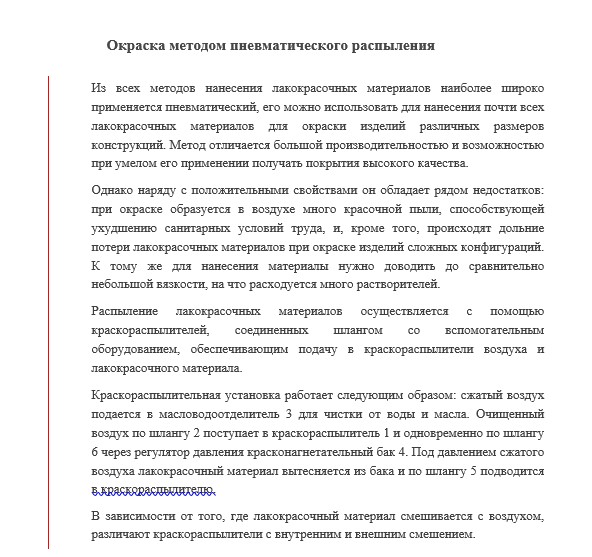 Окраска методом пневматического распыления
Из всех методов нанесения лакокрасочных материалов наиболее широко
применяется пневматический, его можно использовать для нанесения почти всех
лакокрасочных материалов для окраски изделий различных размеров
конструкций. Метод отличается большой производительностью и возможностью
при умелом его применении получать покрытия высокого качества.
Однако наряду с положительными свойствами он обладает рядом недостатков:
при окраске образуется в воздухе много красочной пыли, способствующей
ухудшению санитарных условий труда, и, кроме того, происходят дольние
потери лакокрасочных материалов при окраске изделий сложных конфигураций.
К тому же для нанесения материалы нужно доводить до сравнительно
небольшой вязкости, на что расходуется много растворителей.
Распыление лакокрасочных материалов осуществляется с помощью
краскораспылителей, соединенных шлангом со вспомогательным
оборудованием, обеспечивающим подачу в краскораспылители воздуха и
лакокрасочного материала.
Краскораспылительная установка работает следующим образом: сжатый воздух
подается в масловодоотделитель 3 для чистки от воды и масла. Очищенный
воздух по шлангу 2 поступает в краскораспылитель 1 и одновременно по шлангу
6 через регулятор давления красконагнетательный бак 4. Под давлением сжатого
воздуха лакокрасочный материал вытесняется из бака и по шлангу 5 подводится
в краскораспылителю.
В зависимости от того, где лакокрасочный материал смешивается с воздухом,
различают краскораспылители с внутренним и внешним смешением.